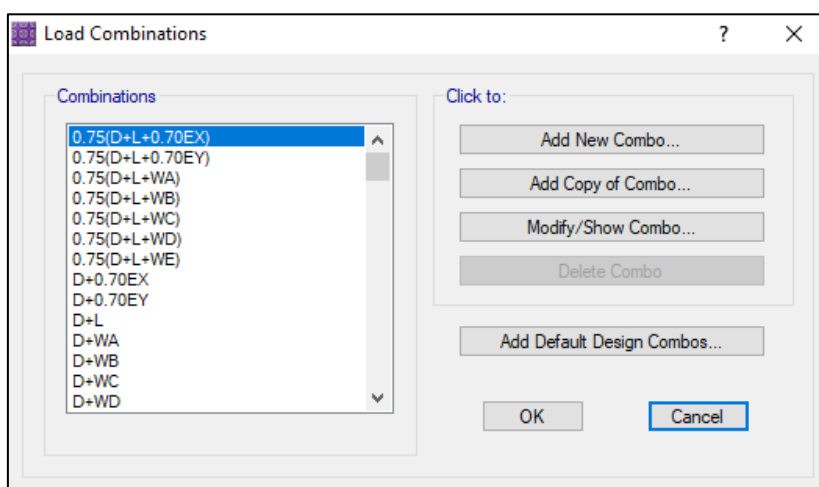 Load Combinations
?
Combinations
0.75(D+L+0.70EX)
0.75(D+L+0.70EY)
0.75(D+L+WA)
0.75(D+L+WB)
0.75(D+L+WC)
0.75(D+L+WD)
0.75(D+L+WE)
D+0.70EX
D+0.70EY
D+L
D+WA
D+WB
D+WC
D+WD
Click to:
Add New Combo...
Add Copy of Combo...
Modify/Show Combo...
Delete Combo
Add Default Design Combos...
OK
Cancel